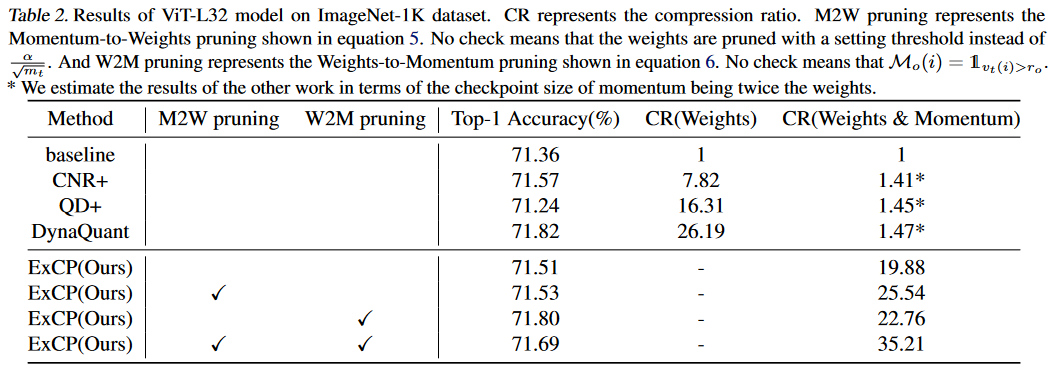 Table 2. Results of ViT-L32 model on ImageNet-1K dataset. CR represents the compression ratio. M2W pruning represents the
Momentum-to-Weights pruning shown in equation 5. No check means that the weights are pruned with a setting threshold instead of
α/√m_t. And W2M pruning represents the Weights-to-Momentum pruning shown in equation 6. No check means that 𝓜_o(i) = 𝟙_{v_t(i)>r_o}.
* We estimate the results of the other work in terms of the checkpoint size of momentum being twice the weights.
Method M2W pruning W2M pruning Top-1 Accuracy(%) CR(Weights) CR(Weights & Momentum)
baseline 71.36 1 1
CNR+ 71.57 7.82 1.41*
QD+ 71.24 16.31 1.45*
DynaQuant 71.82 26.19 1.47*
ExCP(Ours) 71.51 - 19.88
ExCP(Ours) ✓ 71.53 - 25.54
ExCP(Ours) ✓ 71.80 - 22.76
ExCP(Ours) ✓ ✓ 71.69 - 35.21